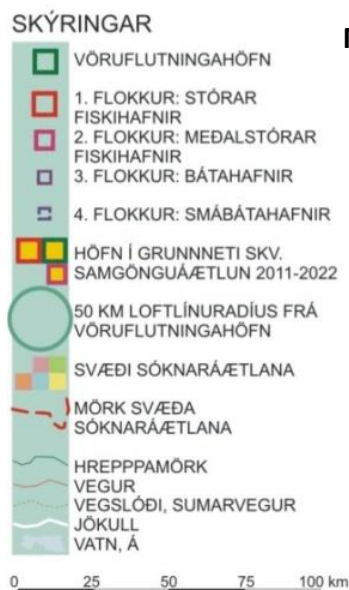 SKÝRINGAR
VÖRUFLUTNINGAHÖFN
1. FLOKKUR: STÓRAR
FISKIHAFNIR
2. FLOKKUR: MEÐALSTÓRAR
FISKIHAFNIR
3. FLOKKUR: BÁTAHAFNIR
4. FLOKKUR: SMÁBÁTAHAFNIR
HÖFN Í GRUNNNETI SKV.
SAMGÖNGUÁÆTLUN 2011-2022
50 KM LOFTLÍNURADÍUS FRÁ
VÖRUFLUTNINGAHÖFN
SVÆÐI SÓKNARÁÆTLANA
MÖRK SVÆÐA
SÓKNARÁÆTLANA
HREPPPAMÖRK
VEGUR
VEGSLÓÐI, SUMARVEGUR
JÖKULL
VATN, Á
0 25 50 75 100 km